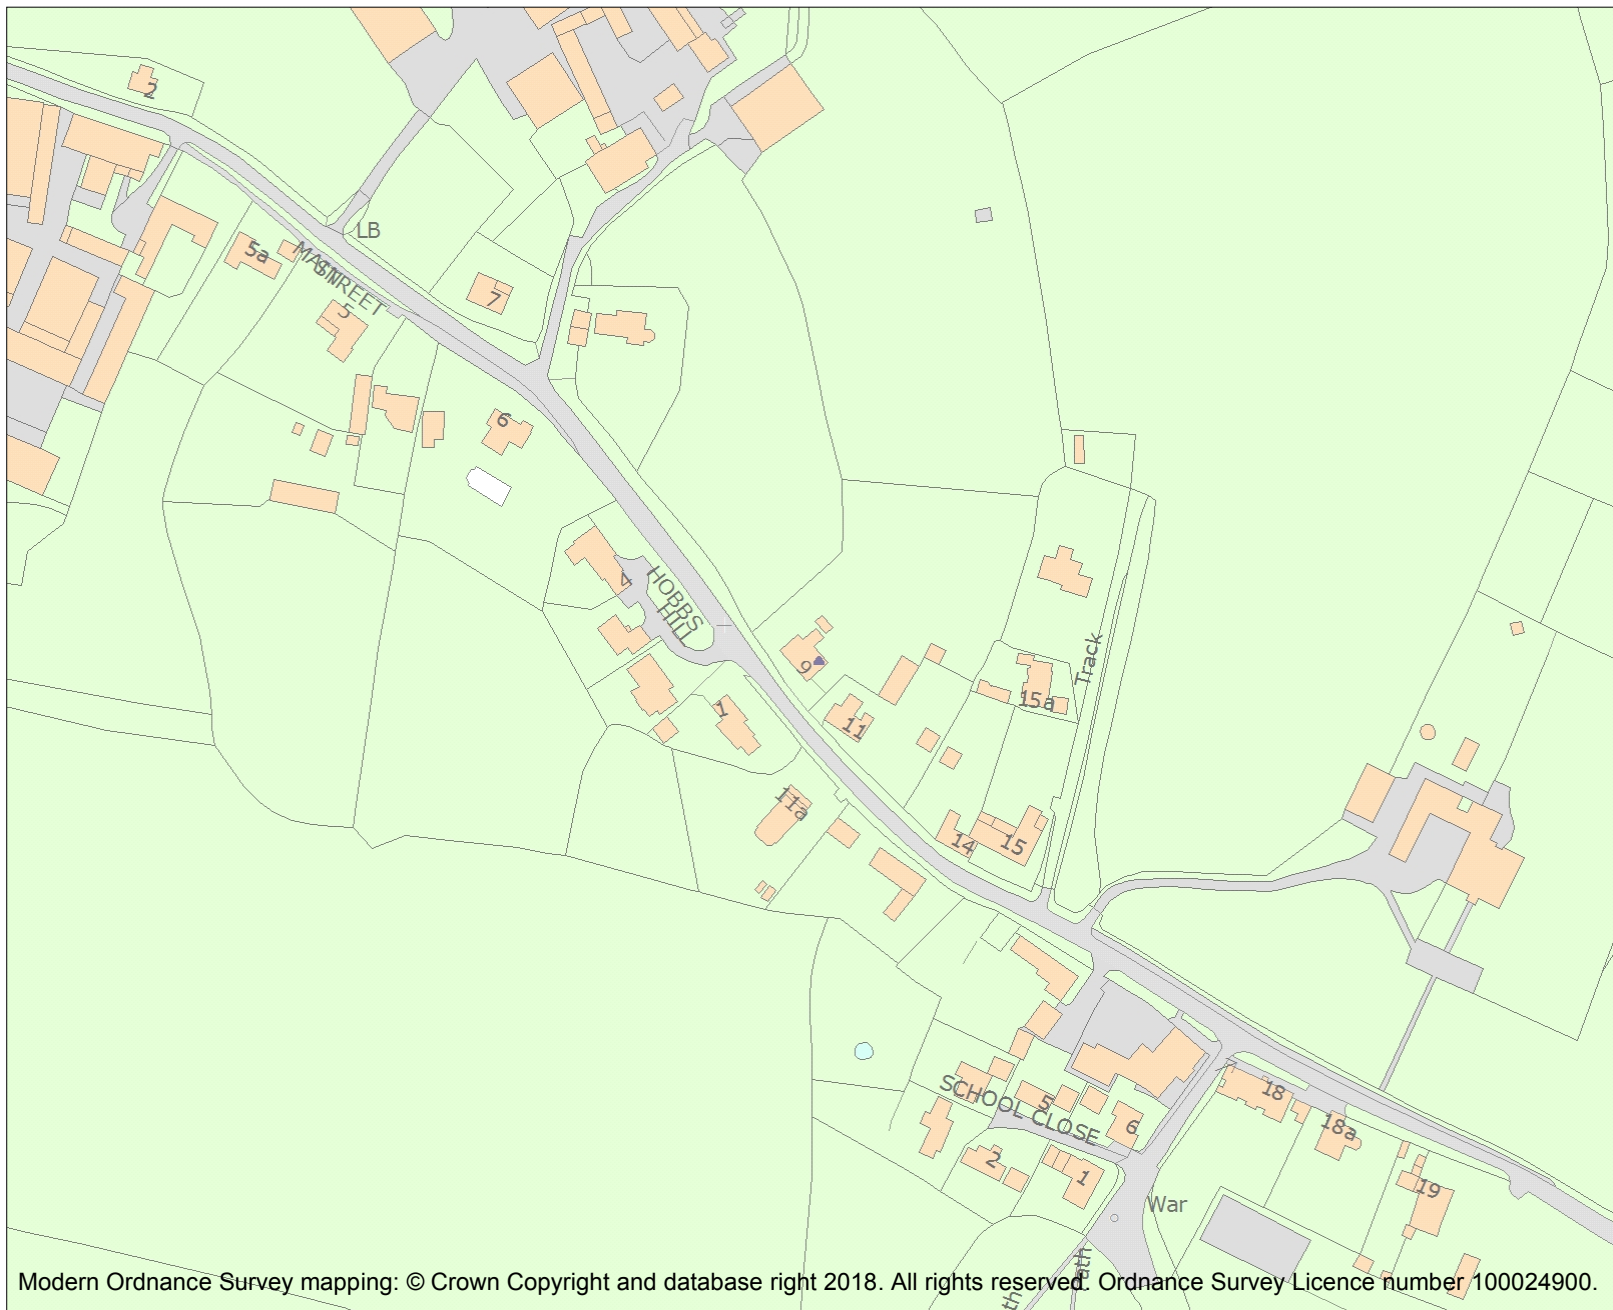 2
LB
5a
MAIN
STREET
5
7
6
4
HOBBS
HILL
9
1
11
15a
Track
11a
14
15
SCHOOL CLOSE
5
6
2
1
18
18a
19
War
Modern Ordnance Survey mapping: © Crown Copyright and database right 2018. All rights reserved. Ordnance Survey Licence number 100024900.